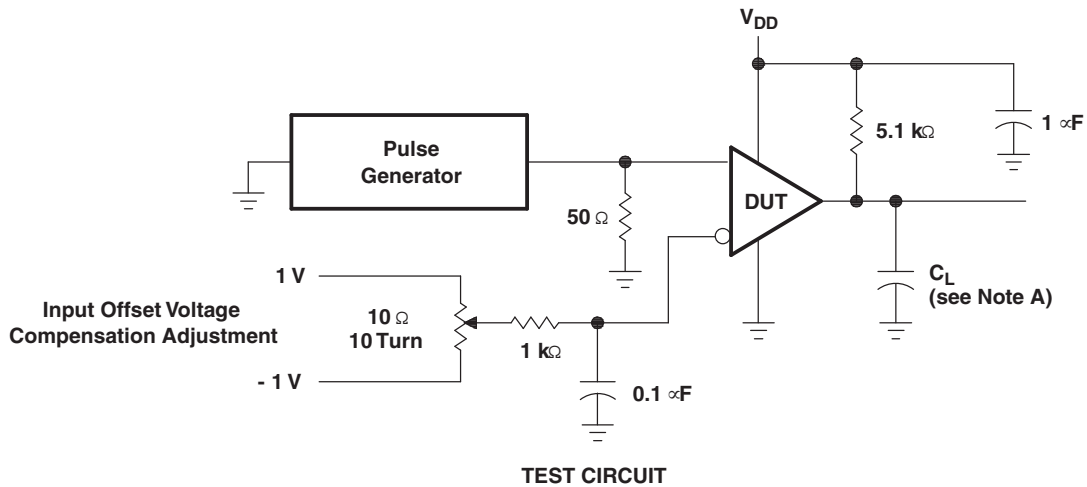 VDD
5.1 kΩ
1 ∝F
Pulse
Generator
DUT
50 Ω
CL
(see Note A)
1 V
Input Offset Voltage
Compensation Adjustment
10 Ω
10 Turn
1 kΩ
- 1 V
0.1 ∝F
TEST CIRCUIT